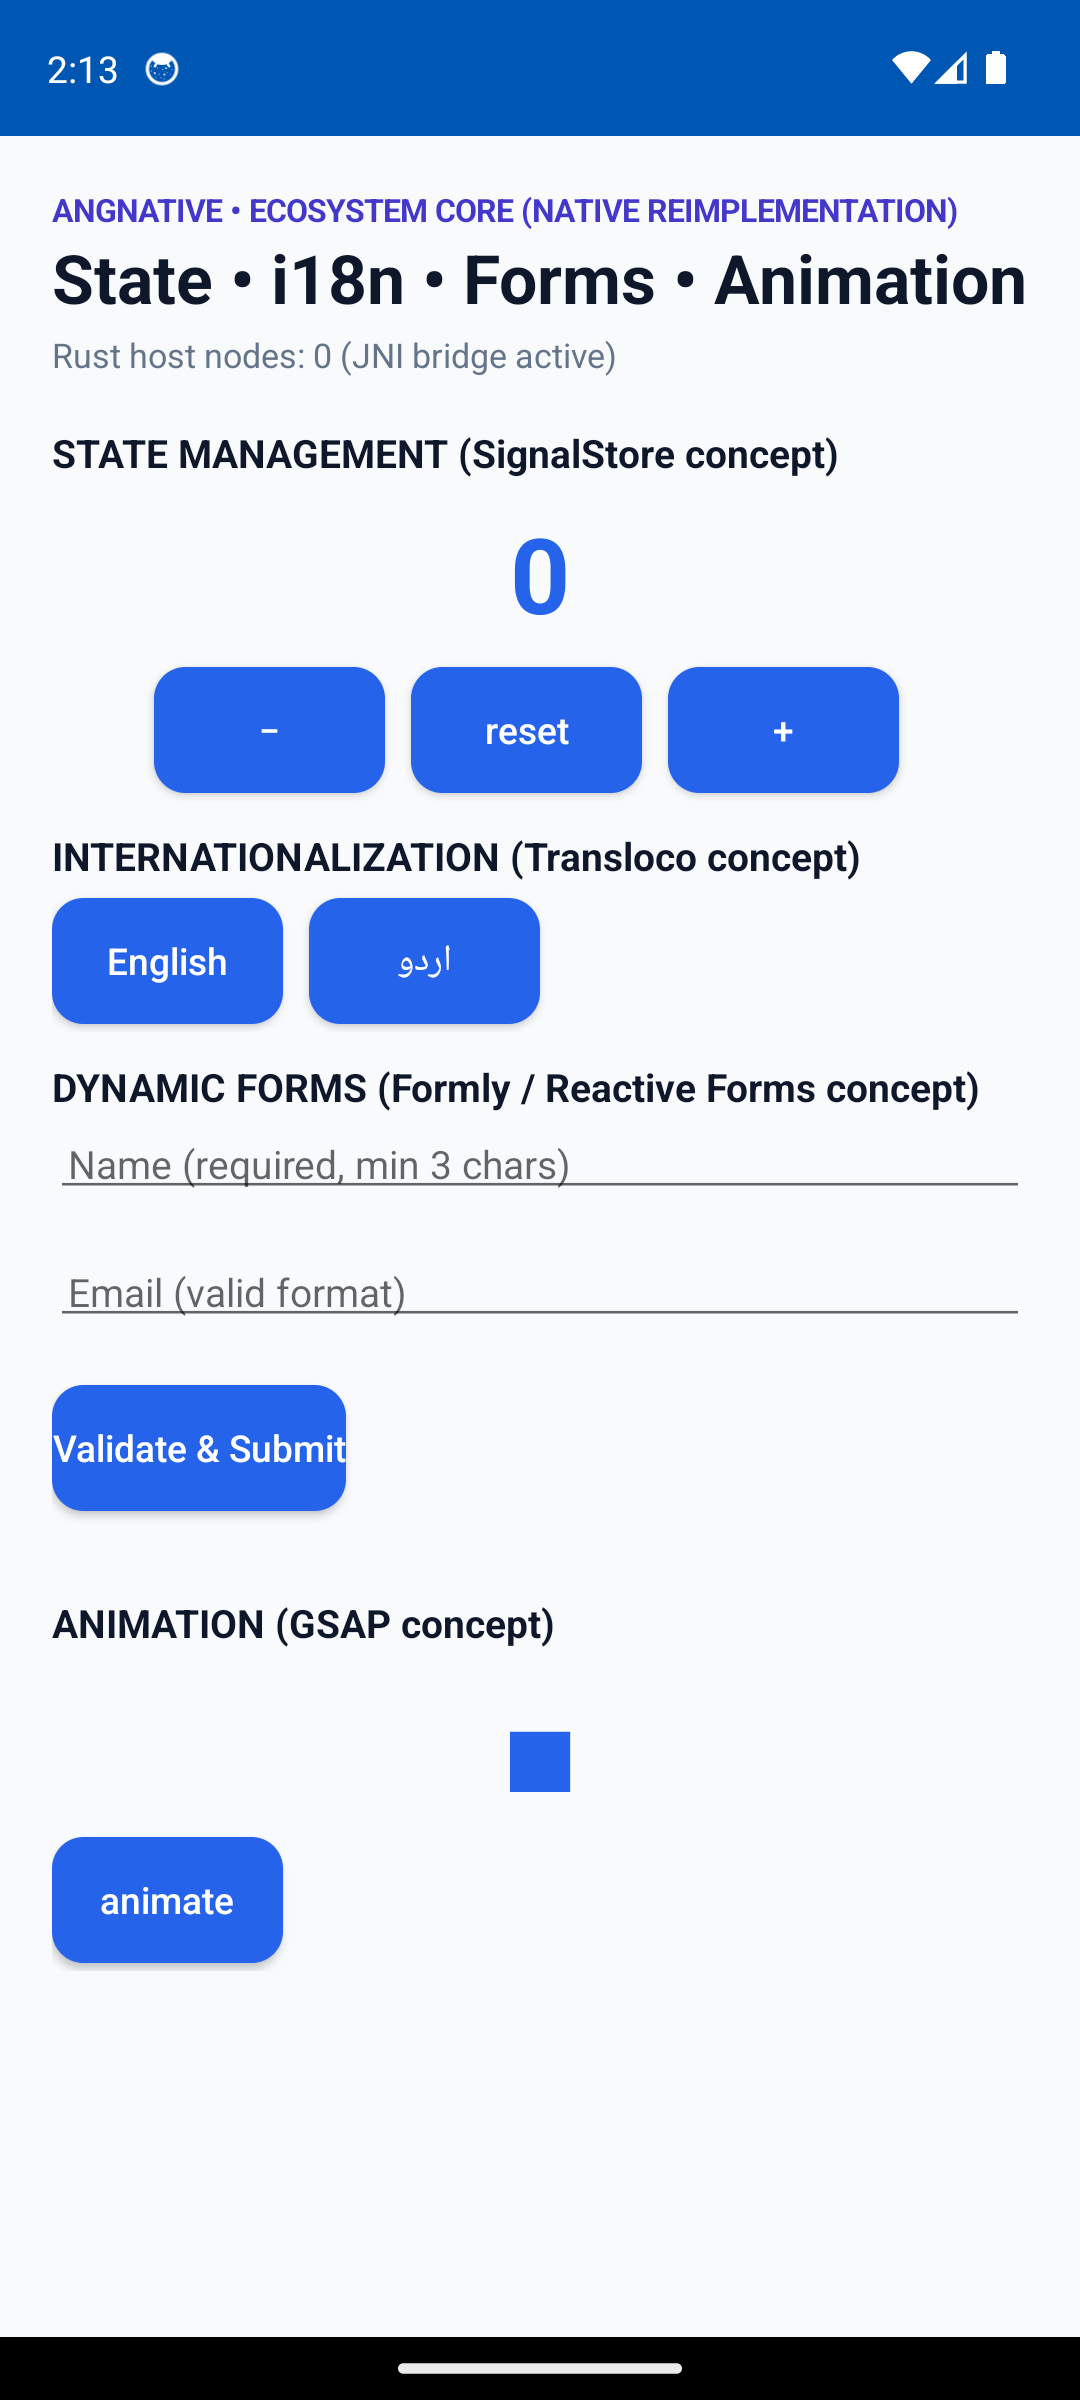 2:13
ANGNATIVE • ECOSYSTEM CORE (NATIVE REIMPLEMENTATION)
State • i18n • Forms • Animation
Rust host nodes: 0 (JNI bridge active)
STATE MANAGEMENT (SignalStore concept)
0
− reset +
INTERNATIONALIZATION (Transloco concept)
English اردو
DYNAMIC FORMS (Formly / Reactive Forms concept)
Name (required, min 3 chars)
Email (valid format)
Validate & Submit
ANIMATION (GSAP concept)
animate